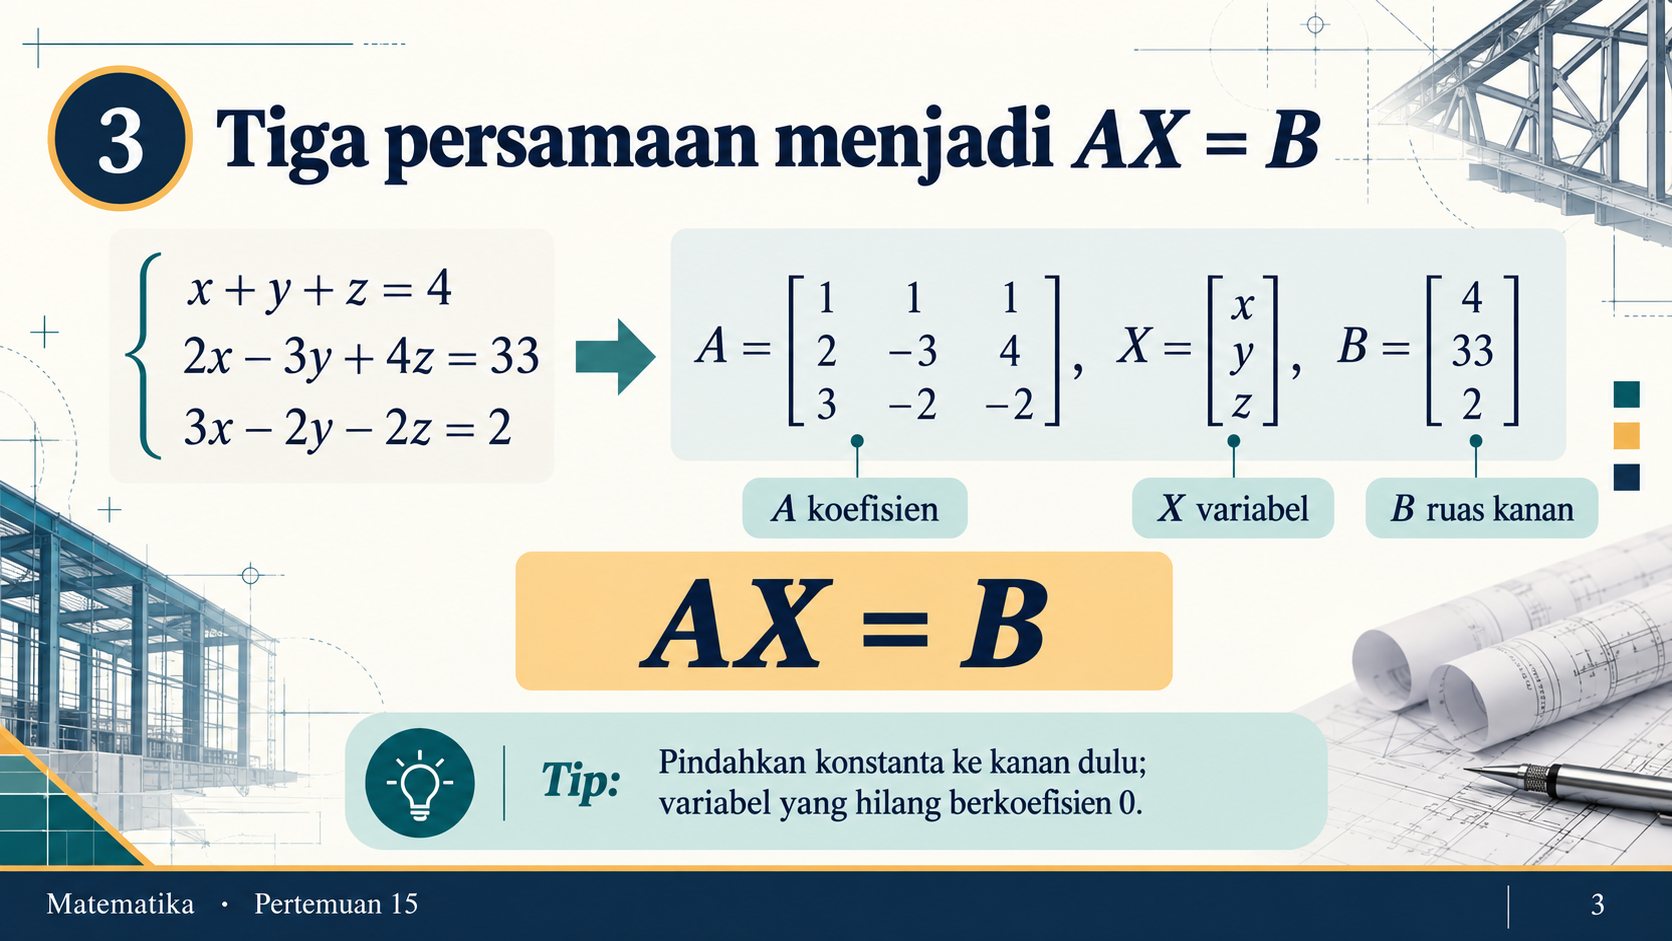 3
Tiga persamaan menjadi AX = B
x + y + z = 4
2x − 3y + 4z = 33
3x − 2y − 2z = 2
A = [1 1 1
2 −3 4
3 −2 −2],
X = [x
y
z],
B = [4
33
2]
A koefisien
X variabel
B ruas kanan
AX = B
Tip:
Pindahkan konstanta ke kanan dulu;
variabel yang hilang berkoefisien 0.
Matematika · Pertemuan 15
3